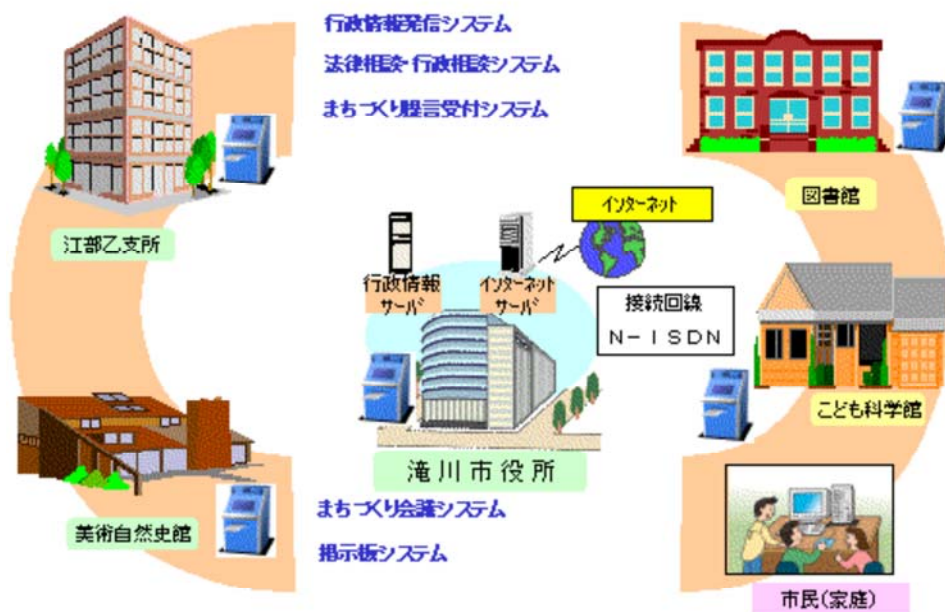 行政情報発信システム
法律相談・行政相談システム
まちづくり提言受付システム
図書館
インターネット
江部乙支所
行政情報
サーバ
インターネット
サーバ
接続回線
N-ISDN
こども科学館
滝川市役所
まちづくり会議システム
美術自然史館
掲示板システム
市民(家庭)